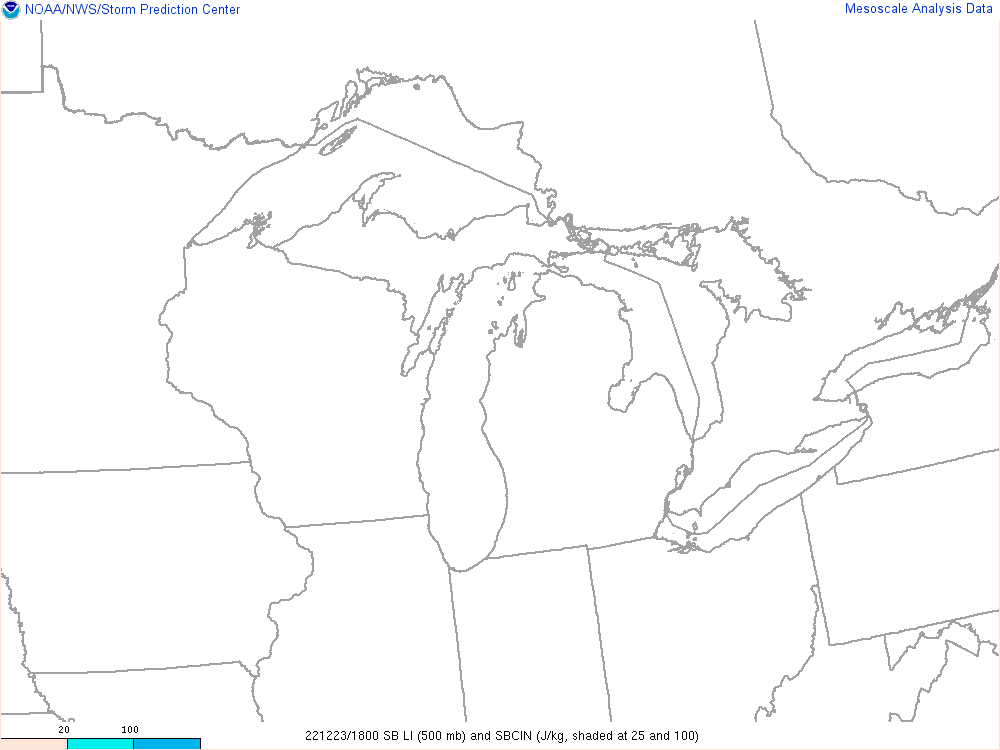 NOAA/NWS/Storm Prediction Center
Mesoscale Analysis Data
20 100
221223/1800 SB LI (500 mb) and SBCIN (J/kg, shaded at 25 and 100)